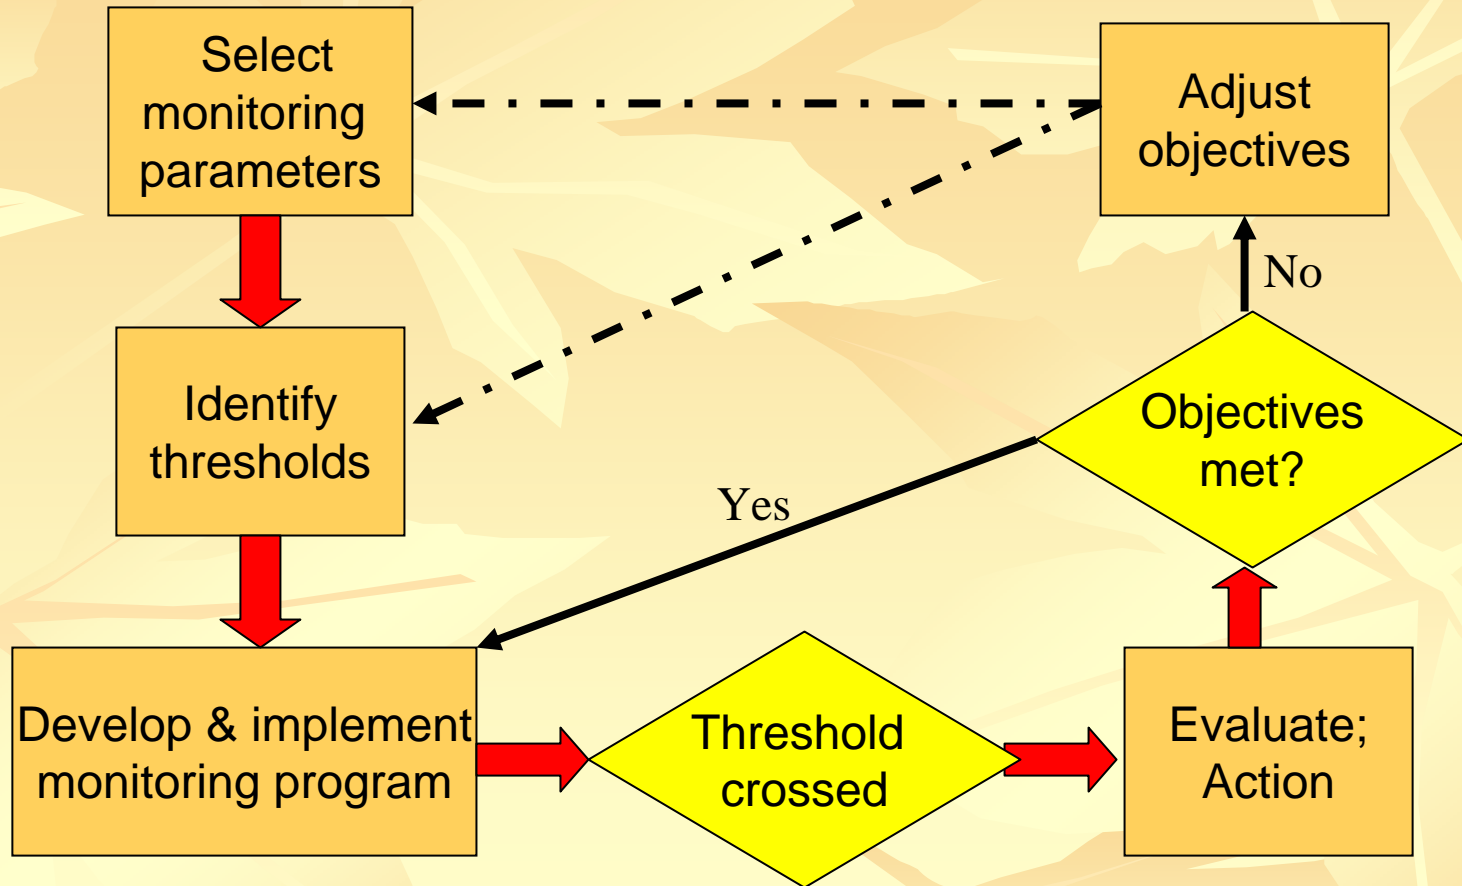 Select
monitoring
parameters
Adjust
objectives
No
Identify
thresholds
Objectives
met?
Yes
Develop & implement
monitoring program
Threshold
crossed
Evaluate;
Action